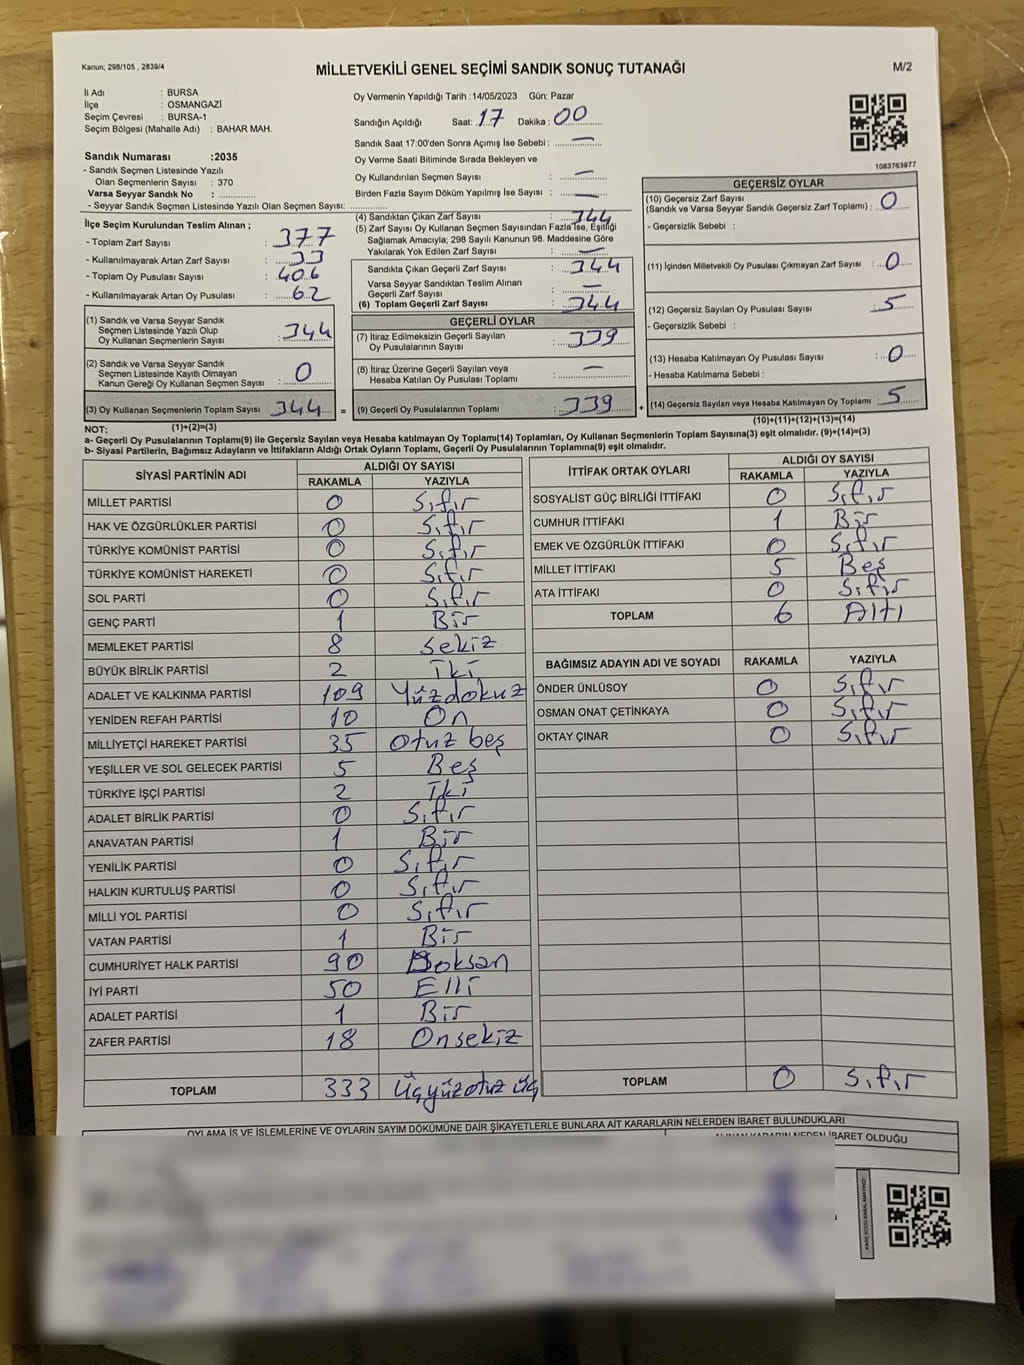 Kanun; 298/105 , 2839/4
MİLLETVEKİLİ GENEL SEÇİMİ SANDIK SONUÇ TUTANAĞI
M/2
İl Adı : BURSA
İlçe : OSMANGAZİ
Seçim Çevresi : BURSA-1
Seçim Bölgesi (Mahalle Adı) : BAHAR MAH.
Sandık Numarası :2035
- Sandık Seçmen Listesinde Yazılı
Olan Seçmenlerin Sayısı : 370
Varsa Seyyar Sandık No :
- Seyyar Sandık Seçmen Listesinde Yazılı Olan Seçmen Sayısı:
Oy Vermenin Yapıldığı Tarih :14/05/2023 Gün: Pazar
Sandığın Açıldığı Saat: 17 Dakika : 00
Sandık Saat 17:00'den Sonra Açımış İse Sebebi : —
Oy Verme Saati Bitiminde Sırada Bekleyen ve
Oy Kullandırılan Seçmen Sayısı : —
Birden Fazla Sayım Döküm Yapılmış İse Sayısı : —
1083763977
İlçe Seçim Kurulundan Teslim Alınan ;
- Toplam Zarf Sayısı : 377
- Kullanılmayarak Artan Zarf Sayısı : 33
- Toplam Oy Pusulası Sayısı : 406
- Kullanılmayarak Artan Oy Pusulası : 62
(1) Sandık ve Varsa Seyyar Sandık
Seçmen Listesinde Yazılı Olup
Oy Kullanan Seçmenlerin Sayısı : 344
(2) Sandık ve Varsa Seyyar Sandık
Seçmen Listesinde Kayıtlı Olmayan
Kanun Gereği Oy Kullanan Seçmen Sayısı : 0
(3) Oy Kullanan Seçmenlerin Toplam Sayısı : 344 =
(1)+(2)=(3)
(4) Sandıktan Çıkan Zarf Sayısı : 344
(5) Zarf Sayısı Oy Kullanan Seçmen Sayısından Fazla İse, Eşitliği
Sağlamak Amacıyla; 298 Sayılı Kanunun 98. Maddesine Göre
Yakılarak Yok Edilen Zarf Sayısı : —
Sandıkta Çıkan Geçerli Zarf Sayısı : 344
Varsa Seyyar Sandıktan Teslim Alınan
Geçerli Zarf Sayısı : —
(6) Toplam Geçerli Zarf Sayısı : 344
GEÇERLİ OYLAR
(7) İtiraz Edilmeksizin Geçerli Sayılan
Oy Pusulalarının Sayısı : 339
(8) İtiraz Üzerine Geçerli Sayılan veya
Hesaba Katılan Oy Pusulası Toplamı : —
(9) Geçerli Oy Pusulalarının Toplamı : 339 +
GEÇERSİZ OYLAR
(10) Geçersiz Zarf Sayısı
(Sandık ve Varsa Seyyar Sandık Geçersiz Zarf Toplamı) : 0
- Geçersizlik Sebebi :
(11) İçinden Milletvekili Oy Pusulası Çıkmayan Zarf Sayısı : 0
(12) Geçersiz Sayılan Oy Pusulası Sayısı : 5
- Geçersizlik Sebebi :
(13) Hesaba Katılmayan Oy Pusulası Sayısı : 0
- Hesaba Katılmama Sebebi :
(14) Geçersiz Sayılan veya Hesaba Katılmayan Oy Toplamı : 5
(10)+(11)+(12)+(13)=(14)
NOT:
a- Geçerli Oy Pusulalarının Toplamı(9) ile Geçersiz Sayılan veya Hesaba katılmayan Oy Toplamı(14) Toplamları, Oy Kullanan Seçmenlerin Toplam Sayısına(3) eşit olmalıdır. (9)+(14)=(3)
b- Siyasi Partilerin, Bağımsız Adayların ve İttifakların Aldığı Ortak Oyların Toplamı, Geçerli Oy Pusulalarının Toplamına(9) eşit olmalıdır.
SİYASİ PARTİNİN ADI ALDIĞI OY SAYISI
RAKAMLA YAZIYLA
MİLLET PARTİSİ 0 Sıfır
HAK VE ÖZGÜRLÜKLER PARTİSİ 0 Sıfır
TÜRKİYE KOMÜNİST PARTİSİ 0 Sıfır
TÜRKİYE KOMÜNİST HAREKETİ 0 Sıfır
SOL PARTİ 0 Sıfır
GENÇ PARTİ 1 Bir
MEMLEKET PARTİSİ 8 Sekiz
BÜYÜK BİRLİK PARTİSİ 2 İki
ADALET VE KALKINMA PARTİSİ 109 Yüzdokuz
YENİDEN REFAH PARTİSİ 10 On
MİLLİYETÇİ HAREKET PARTİSİ 35 Otuz beş
YEŞİLLER VE SOL GELECEK PARTİSİ 5 Beş
TÜRKİYE İŞÇİ PARTİSİ 2 İki
ADALET BİRLİK PARTİSİ 0 Sıfır
ANAVATAN PARTİSİ 1 Bir
YENİLİK PARTİSİ 0 Sıfır
HALKIN KURTULUŞ PARTİSİ 0 Sıfır
MİLLİ YOL PARTİSİ 0 Sıfır
VATAN PARTİSİ 1 Bir
CUMHURİYET HALK PARTİSİ 90 Doksan
İYİ PARTİ 50 Elli
ADALET PARTİSİ 1 Bir
ZAFER PARTİSİ 18 Onsekiz
TOPLAM 333 Üçyüzotuz üç
İTTİFAK ORTAK OYLARI ALDIĞI OY SAYISI
RAKAMLA YAZIYLA
SOSYALİST GÜÇ BİRLİĞİ İTTİFAKI 0 Sıfır
CUMHUR İTTİFAKI 1 Bir
EMEK VE ÖZGÜRLÜK İTTİFAKI 0 Sıfır
MİLLET İTTİFAKI 5 Beş
ATA İTTİFAKI 0 Sıfır
TOPLAM 6 Altı
BAĞIMSIZ ADAYIN ADI VE SOYADI RAKAMLA YAZIYLA
ÖNDER ÜNLÜSOY 0 Sıfır
OSMAN ONAT ÇETİNKAYA 0 Sıfır
OKTAY ÇINAR 0 Sıfır
TOPLAM 0 Sıfır
OYLAMA İŞ VE İŞLEMLERİNE VE OYLARIN SAYIM DÖKÜMÜNE DAİR ŞİKAYETLERLE BUNLARA AİT KARARLARIN NELERDEN İBARET BULUNDUKLARI
ALINAN KARARIN NEDEN İBARET OLDUĞU